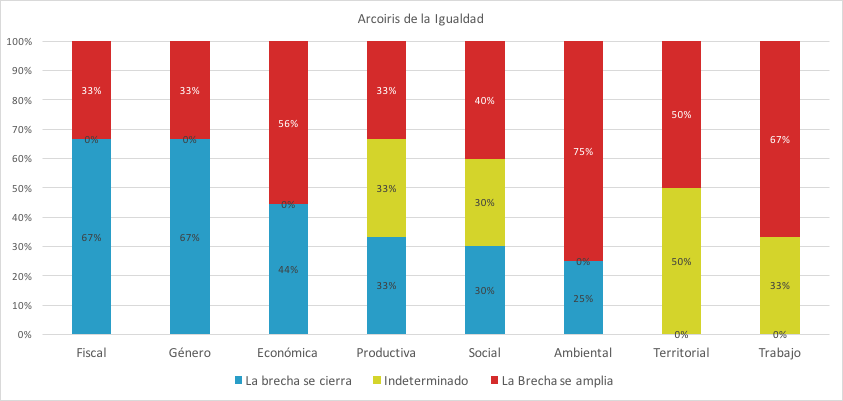 Arcoiris de la Igualdad
100%
90%
80%
70%
60%
50%
40%
30%
20%
10%
0%
33% 33% 56% 33% 40% 75% 50% 67%
0% 0% 0% 33% 30% 0% 50% 33%
67% 67% 44% 33% 30% 25% 0% 0%
Fiscal Género Económica Productiva Social Ambiental Territorial Trabajo
La brecha se cierra Indeterminado La Brecha se amplia